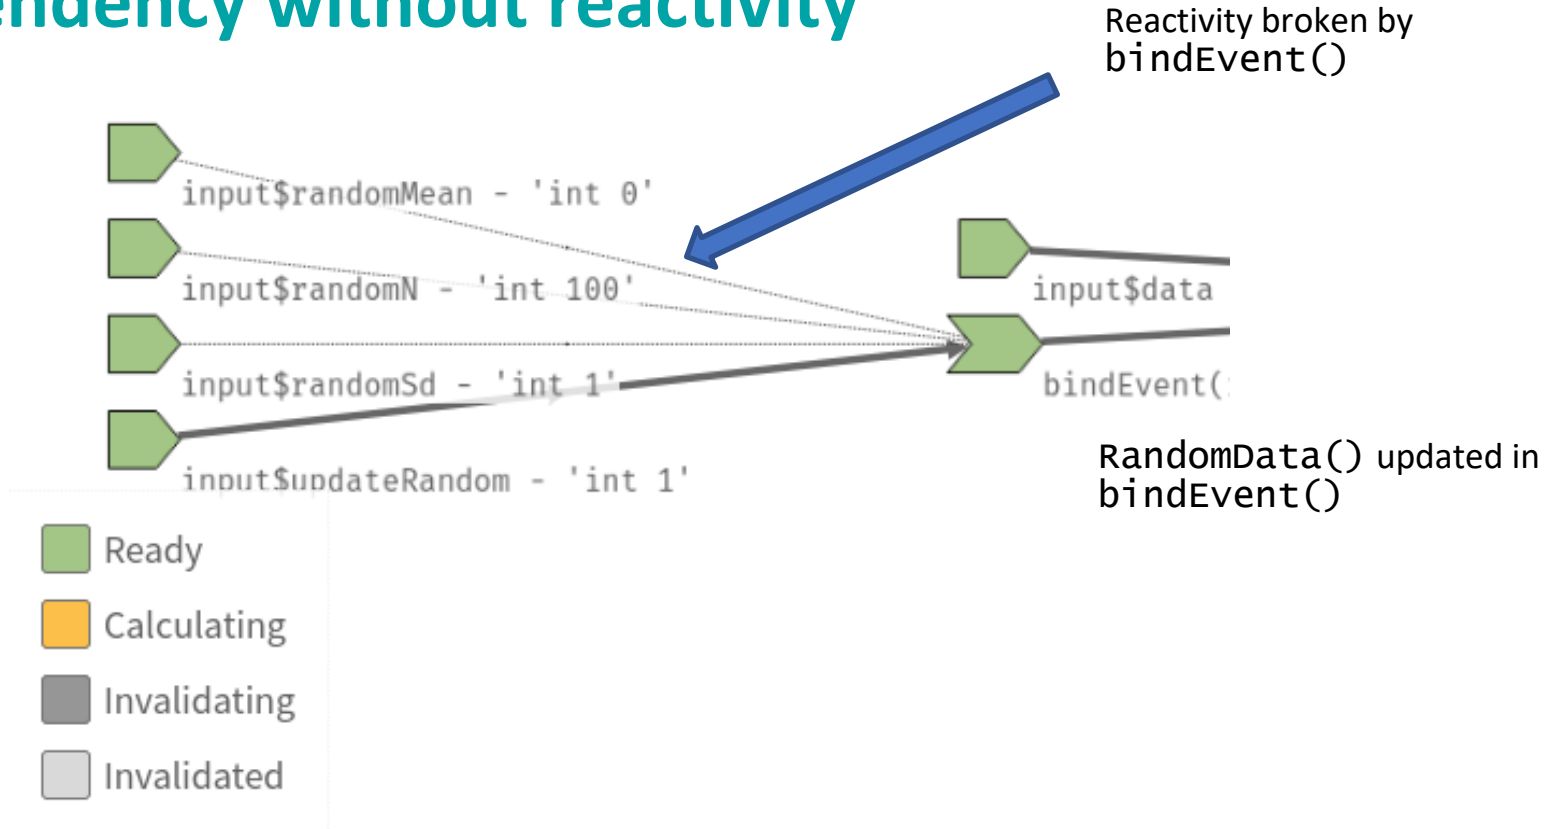 endency without reactivity
Reactivity broken by
bindEvent()
input$randomMean - 'int 0'
input$randomN - 'int 100'
input$data
input$randomSd - 'int 1'
bindEvent(
input$updateRandom - 'int 1'
RandomData() updated in
bindEvent()
Ready
Calculating
Invalidating
Invalidated